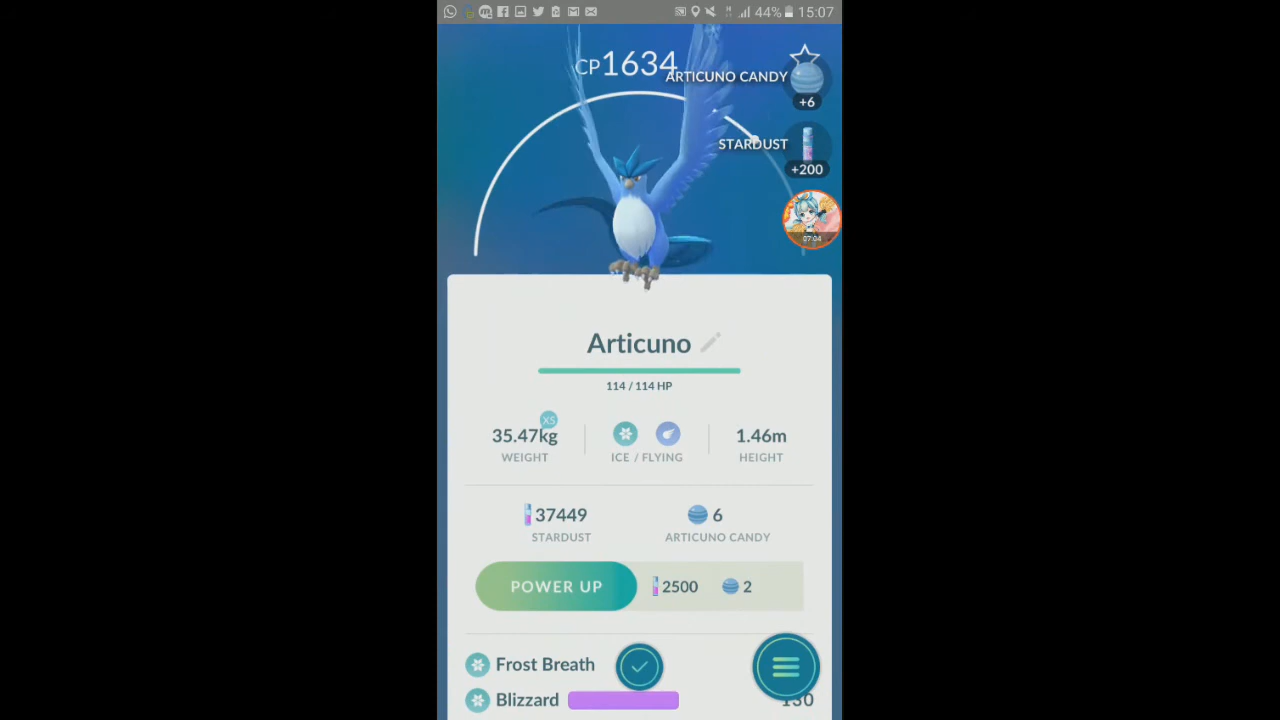 44% 15:07
CP1634
ARTICUNO CANDY
+6
STARDUST
+200
07:04
Articuno
114 / 114 HP
XS
35.47kg
WEIGHT
ICE / FLYING
1.46m
HEIGHT
37449
STARDUST
6
ARTICUNO CANDY
POWER UP
2500
2
Frost Breath
Blizzard
130